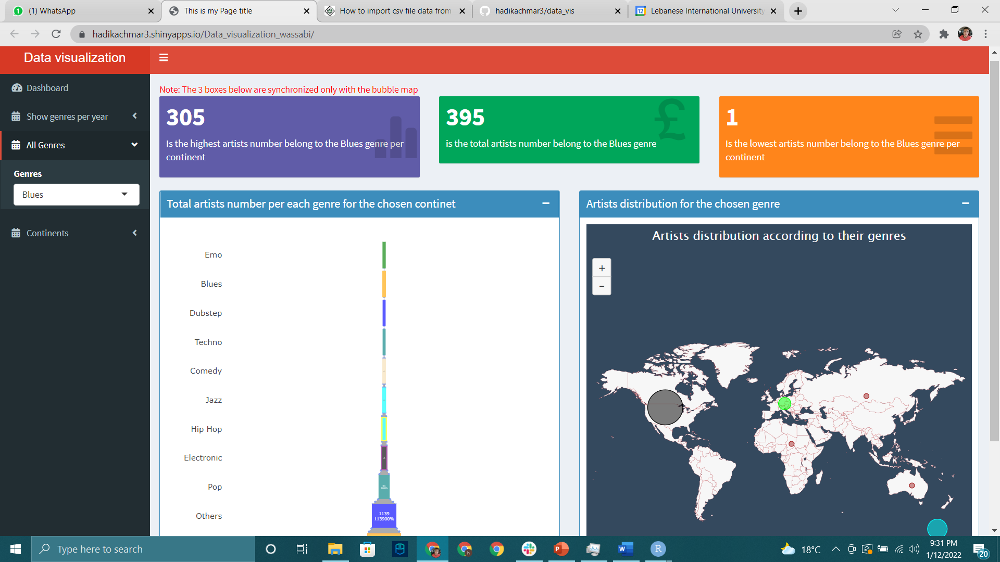 (1) WhatsApp
This is my Page title
How to import csv file data from
hadikachmar3/data_vis
Lebanese International University
hadikachmar3.shinyapps.io/Data_visualization_wassabi/
Data visualization
Dashboard
Show genres per year
All Genres
Genres
Blues
Continents
Note: The 3 boxes below are synchronized only with the bubble map
305
Is the highest artists number belong to the Blues genre per
continent
395
is the total artists number belong to the Blues genre
1
Is the lowest artists number belong to the Blues genre per
continent
Total artists number per each genre for the chosen continet
Emo
Blues
Dubstep
Techno
Comedy
Jazz
Hip Hop
Electronic
Pop
Others
1139
113900%
Artists distribution for the chosen genre
Artists distribution according to their genres
+
−
Type here to search
18°C
9:31 PM
1/12/2022
20